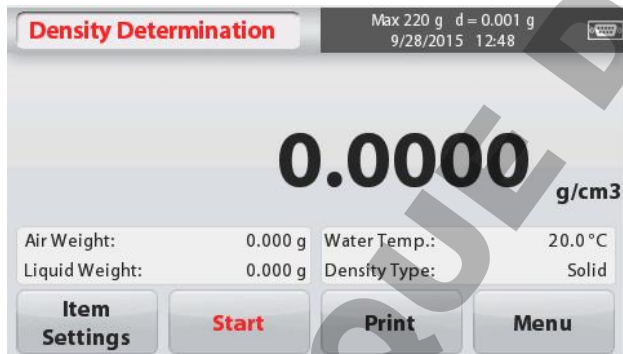 Density Determination
Max 220 g d = 0.001 g
9/28/2015 12:48
0.0000
g/cm3
Air Weight: 0.000 g Water Temp.: 20.0 °C
Liquid Weight: 0.000 g Density Type: Solid
Item Settings
Start
Print
Menu